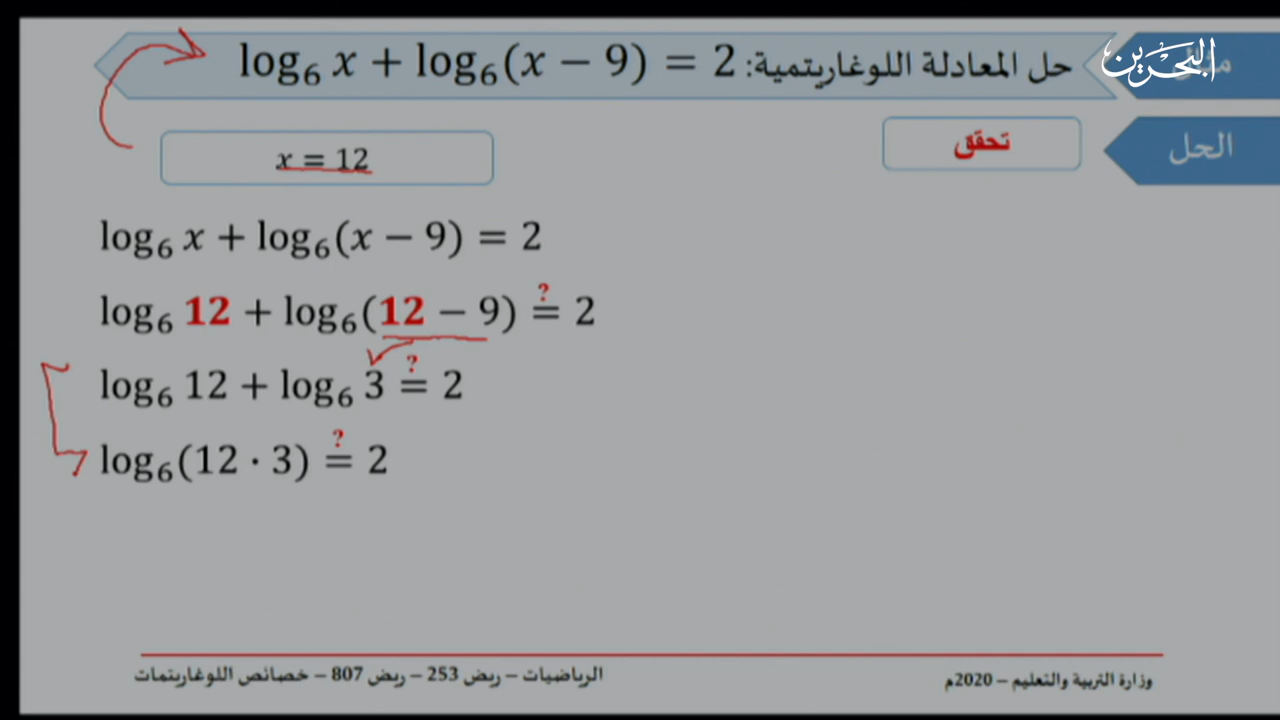 حل المعادلة اللوغاريتمية: log₆ x + log₆(x − 9) = 2
البحرين
الحل
تحقق
x = 12
log₆ x + log₆(x − 9) = 2
log₆ 12 + log₆(12 − 9) ≟ 2
log₆ 12 + log₆ 3 ≟ 2
log₆(12 · 3) ≟ 2
وزارة التربية والتعليم – 2020م
الرياضيات – ريض 253 – ريض 807 – خصائص اللوغاريتمات